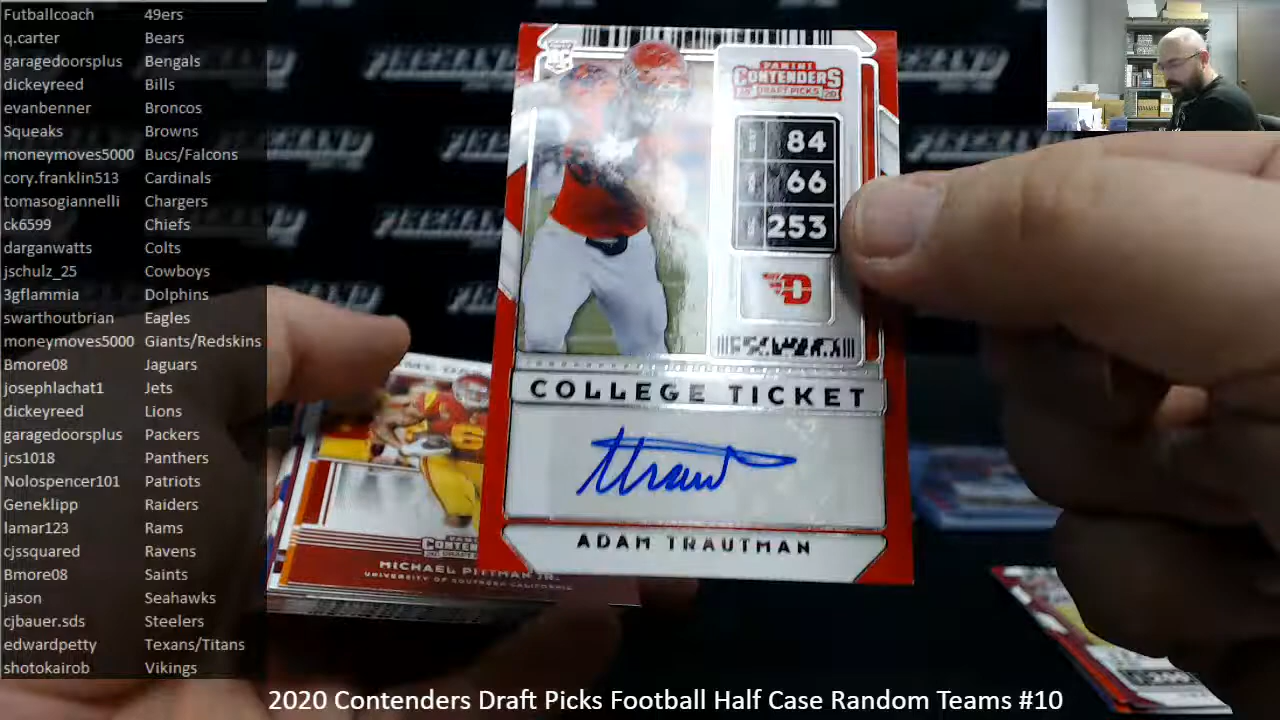 Futballcoach 49ers
q.carter Bears
garagedoorsplus Bengals
dickeyreed Bills
evanbenner Broncos
Squeaks Browns
moneymoves5000 Bucs/Falcons
cory.franklin513 Cardinals
tomasogiannelli Chargers
ck6599 Chiefs
darganwatts Colts
jschulz_25 Cowboys
3gflammia Dolphins
swarthoutbrian Eagles
moneymoves5000 Giants/Redskins
Bmore08 Jaguars
josephlachat1 Jets
dickeyreed Lions
garagedoorsplus Packers
jcs1018 Panthers
Nolospencer101 Patriots
Geneklipp Raiders
lamar123 Rams
cjssquared Ravens
Bmore08 Saints
jason Seahawks
cjbauer.sds Steelers
edwardpetty Texans/Titans
shotokairob Vikings
PANINI
CONTENDERS
DRAFT PICKS
84
66
253
D
COLLEGE TICKET
ADAM TRAUTMAN
MICHAEL PITTMAN JR.
UNIVERSITY OF SOUTHERN CALIFORNIA
2020 Contenders Draft Picks Football Half Case Random Teams #10